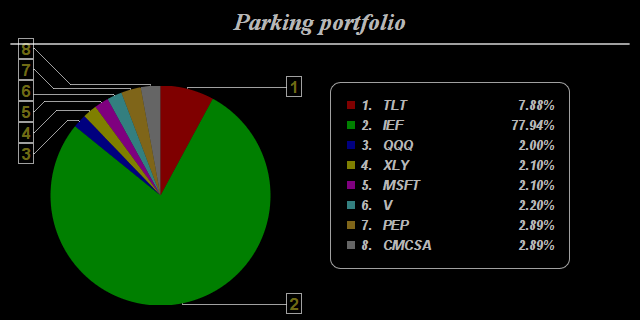 Parking portfolio
8
7
6
5
4
3
1
2
1. TLT 7.88%
2. IEF 77.94%
3. QQQ 2.00%
4. XLY 2.10%
5. MSFT 2.10%
6. V 2.20%
7. PEP 2.89%
8. CMCSA 2.89%